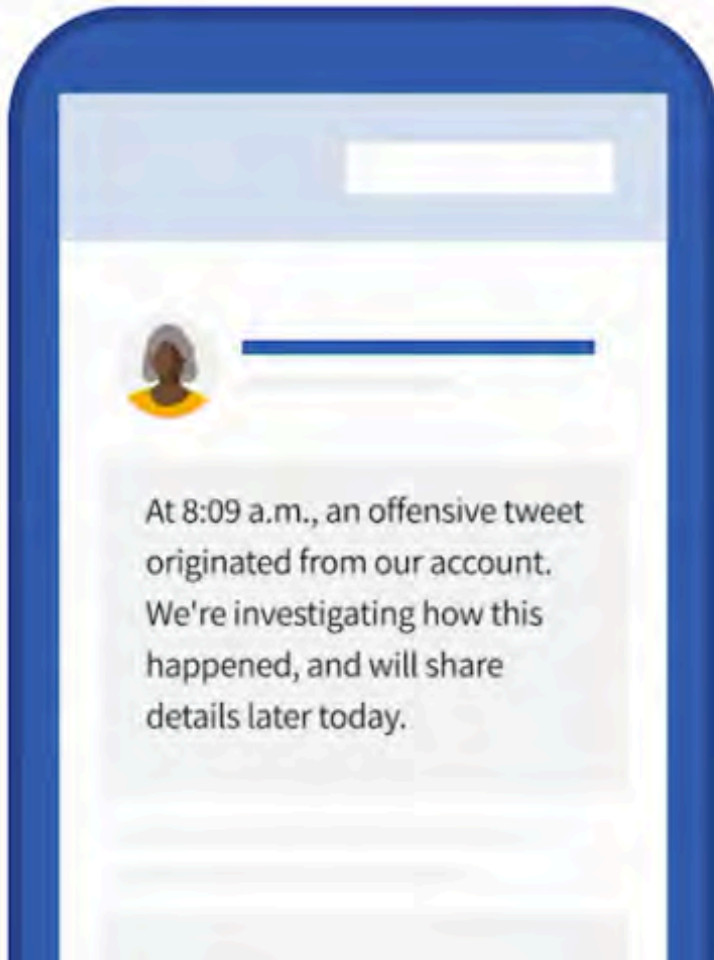 At 8:09 a.m., an offensive tweet
originated from our account.
We're investigating how this
happened, and will share
details later today.